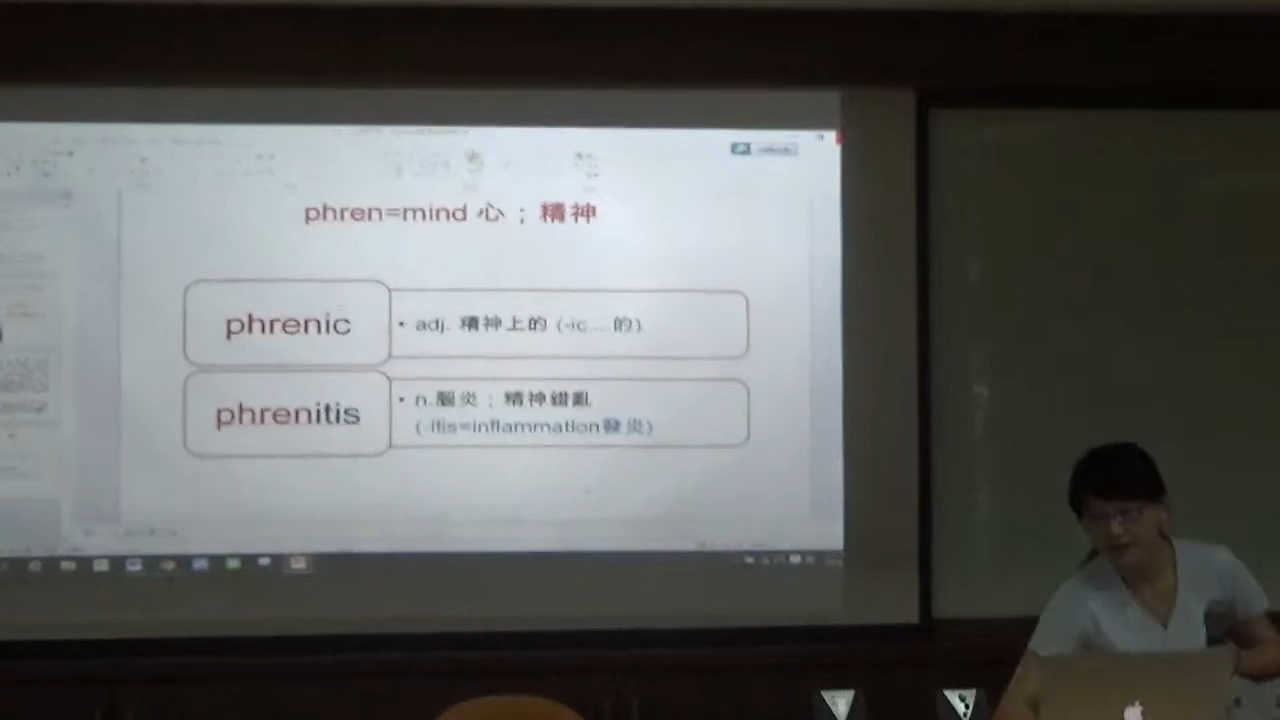 phren=mind 心；精神
phrenic
• adj. 精神上的 (-ic... 的)
phrenitis
• n.腦炎；精神錯亂
(-itis=inflammation發炎)